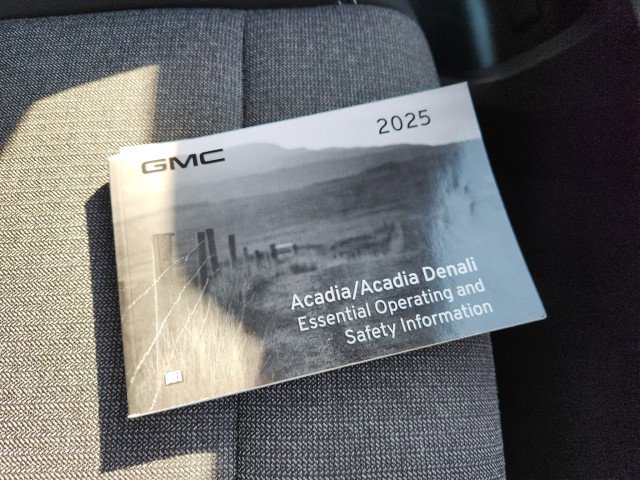 2025
GMC
Acadia/Acadia Denali
Essential Operating and
Safety Information